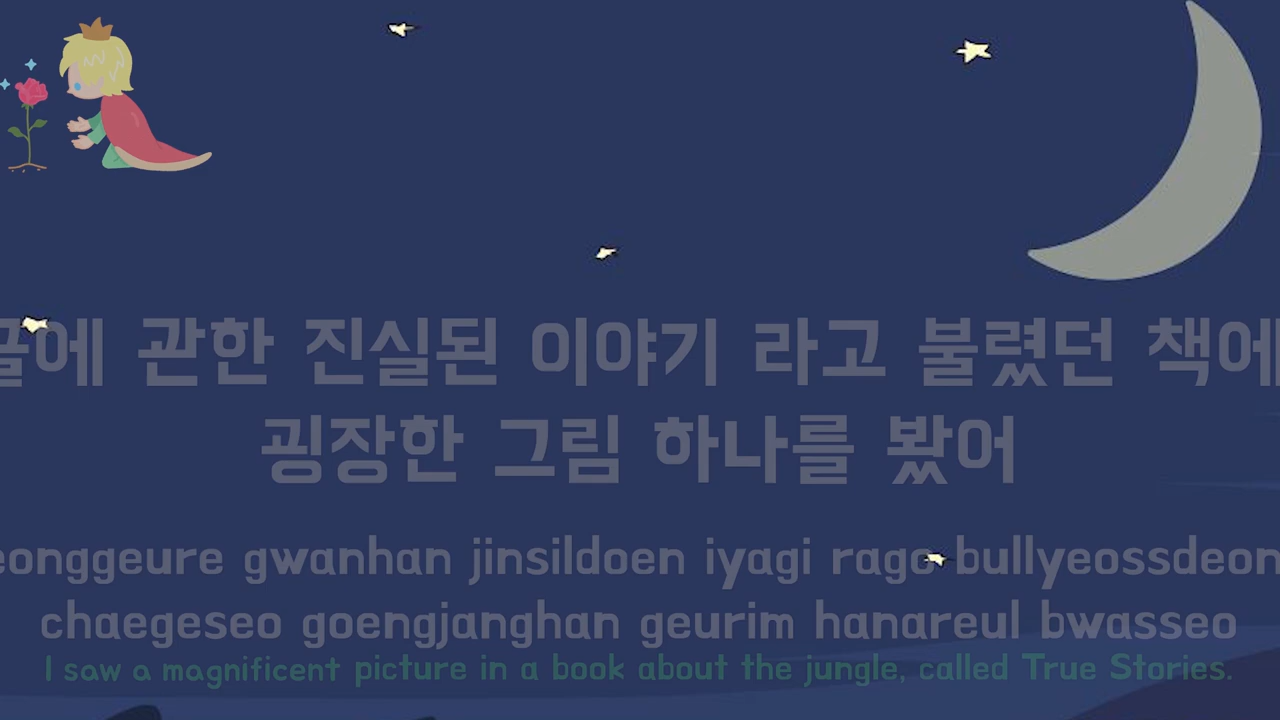 에 관한 진실된 이야기 라고 불렸던 책에
굉장한 그림 하나를 봤어
gwanhan jinsildoen iyagi rago bullyeossdeon
chaegeseo goengjanghan geurim hanareul bwasseo
I saw a magnificent picture in a book about the jungle, called True Stories.